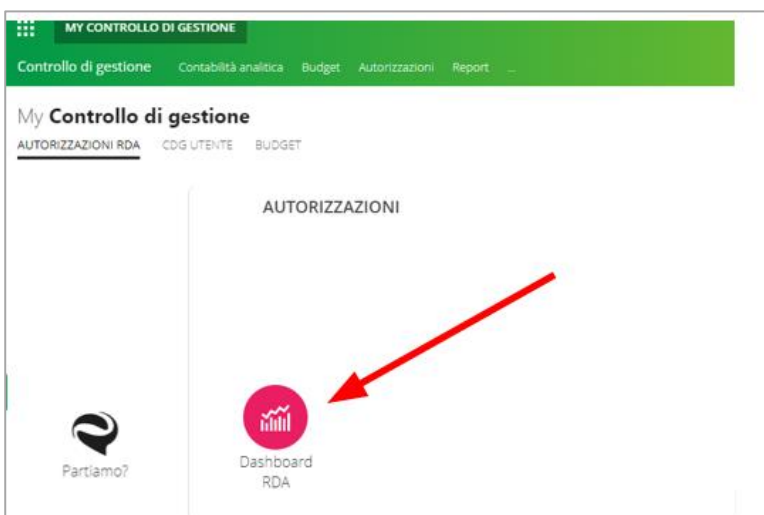 MY CONTROLLO DI GESTIONE
Controllo di gestione Contabilità analitica Budget Autorizzazioni Report ...
My Controllo di gestione
AUTORIZZAZIONI RDA CDG UTENTE BUDGET
AUTORIZZAZIONI
Partiamo?
Dashboard
RDA